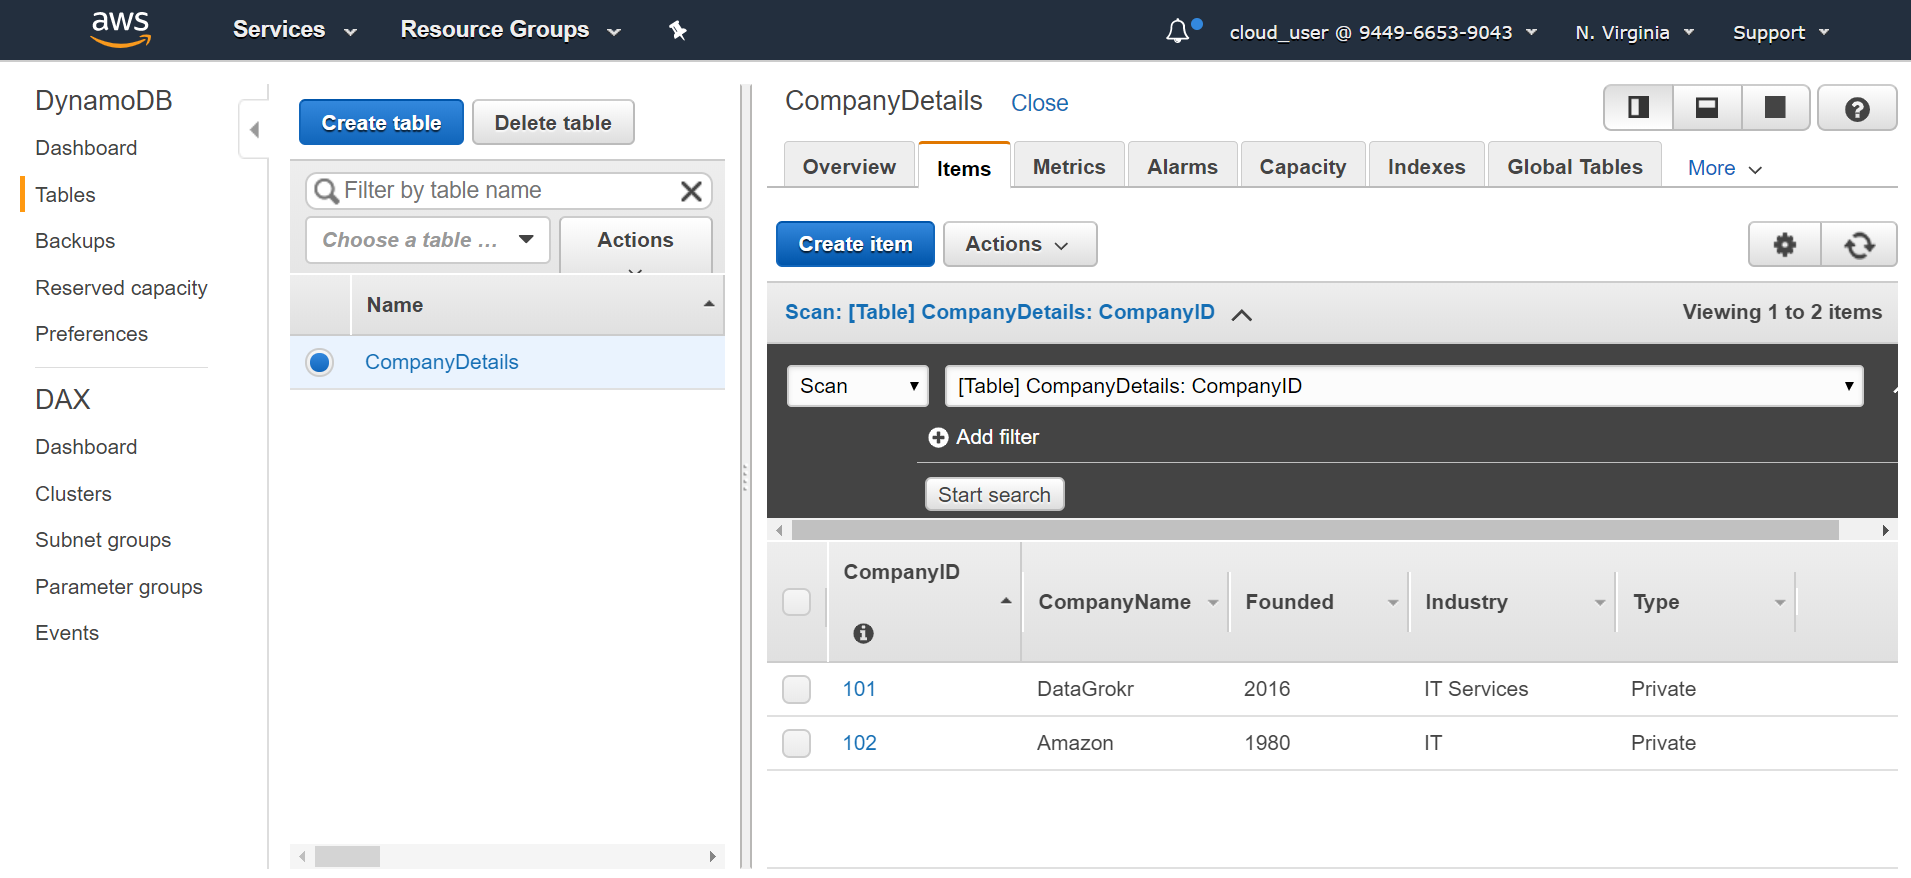 aws
Services
Resource Groups
cloud_user @ 9449-6653-9043
N. Virginia
Support
DynamoDB
Dashboard
Tables
Backups
Reserved capacity
Preferences
DAX
Dashboard
Clusters
Subnet groups
Parameter groups
Events
Create table
Delete table
Filter by table name
Choose a table ...
Actions
Name
CompanyDetails
CompanyDetails Close
Overview Items Metrics Alarms Capacity Indexes Global Tables More
Create item
Actions
Scan: [Table] CompanyDetails: CompanyID
Viewing 1 to 2 items
Scan
[Table] CompanyDetails: CompanyID
Add filter
Start search
CompanyID CompanyName Founded Industry Type
101 DataGrokr 2016 IT Services Private
102 Amazon 1980 IT Private